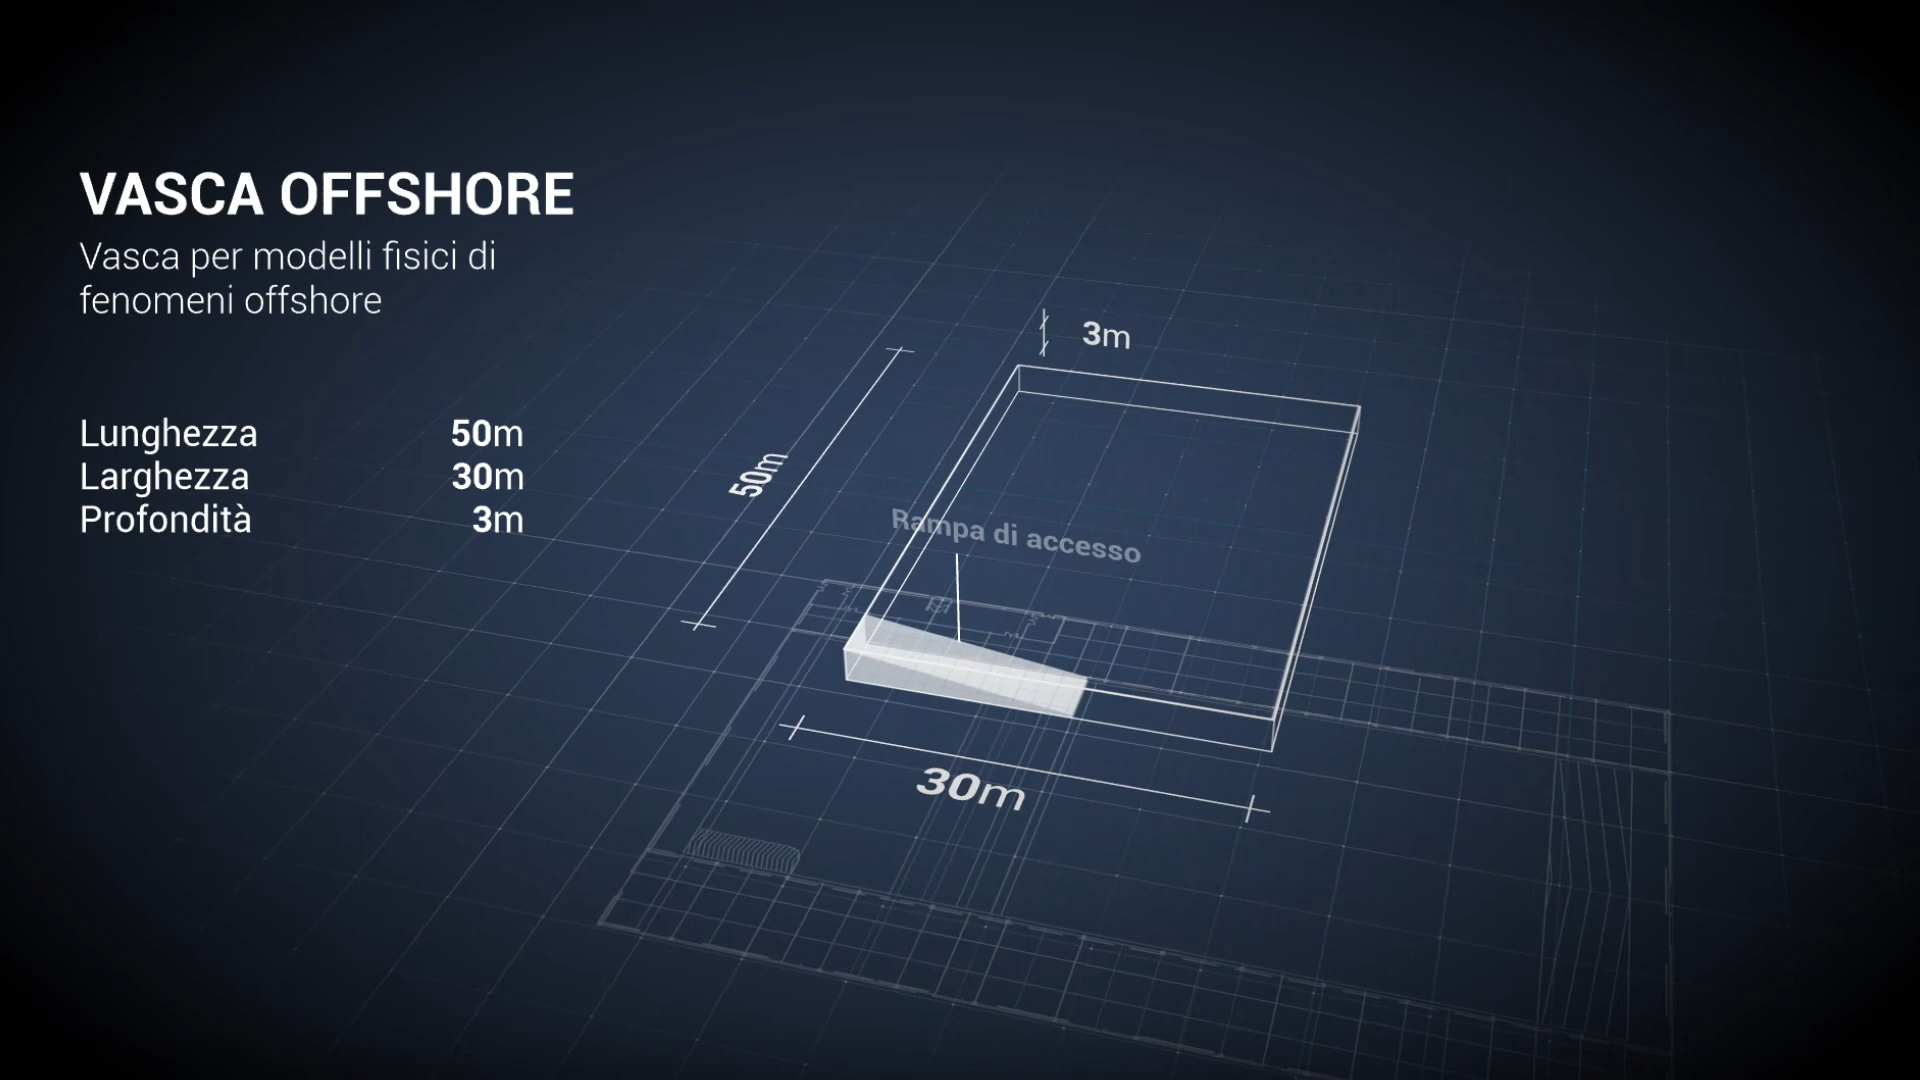 VASCA OFFSHORE
Vasca per modelli fisici di
fenomeni offshore
Lunghezza 50m
Larghezza 30m
Profondità 3m
3m
50m
Rampa di accesso
30m